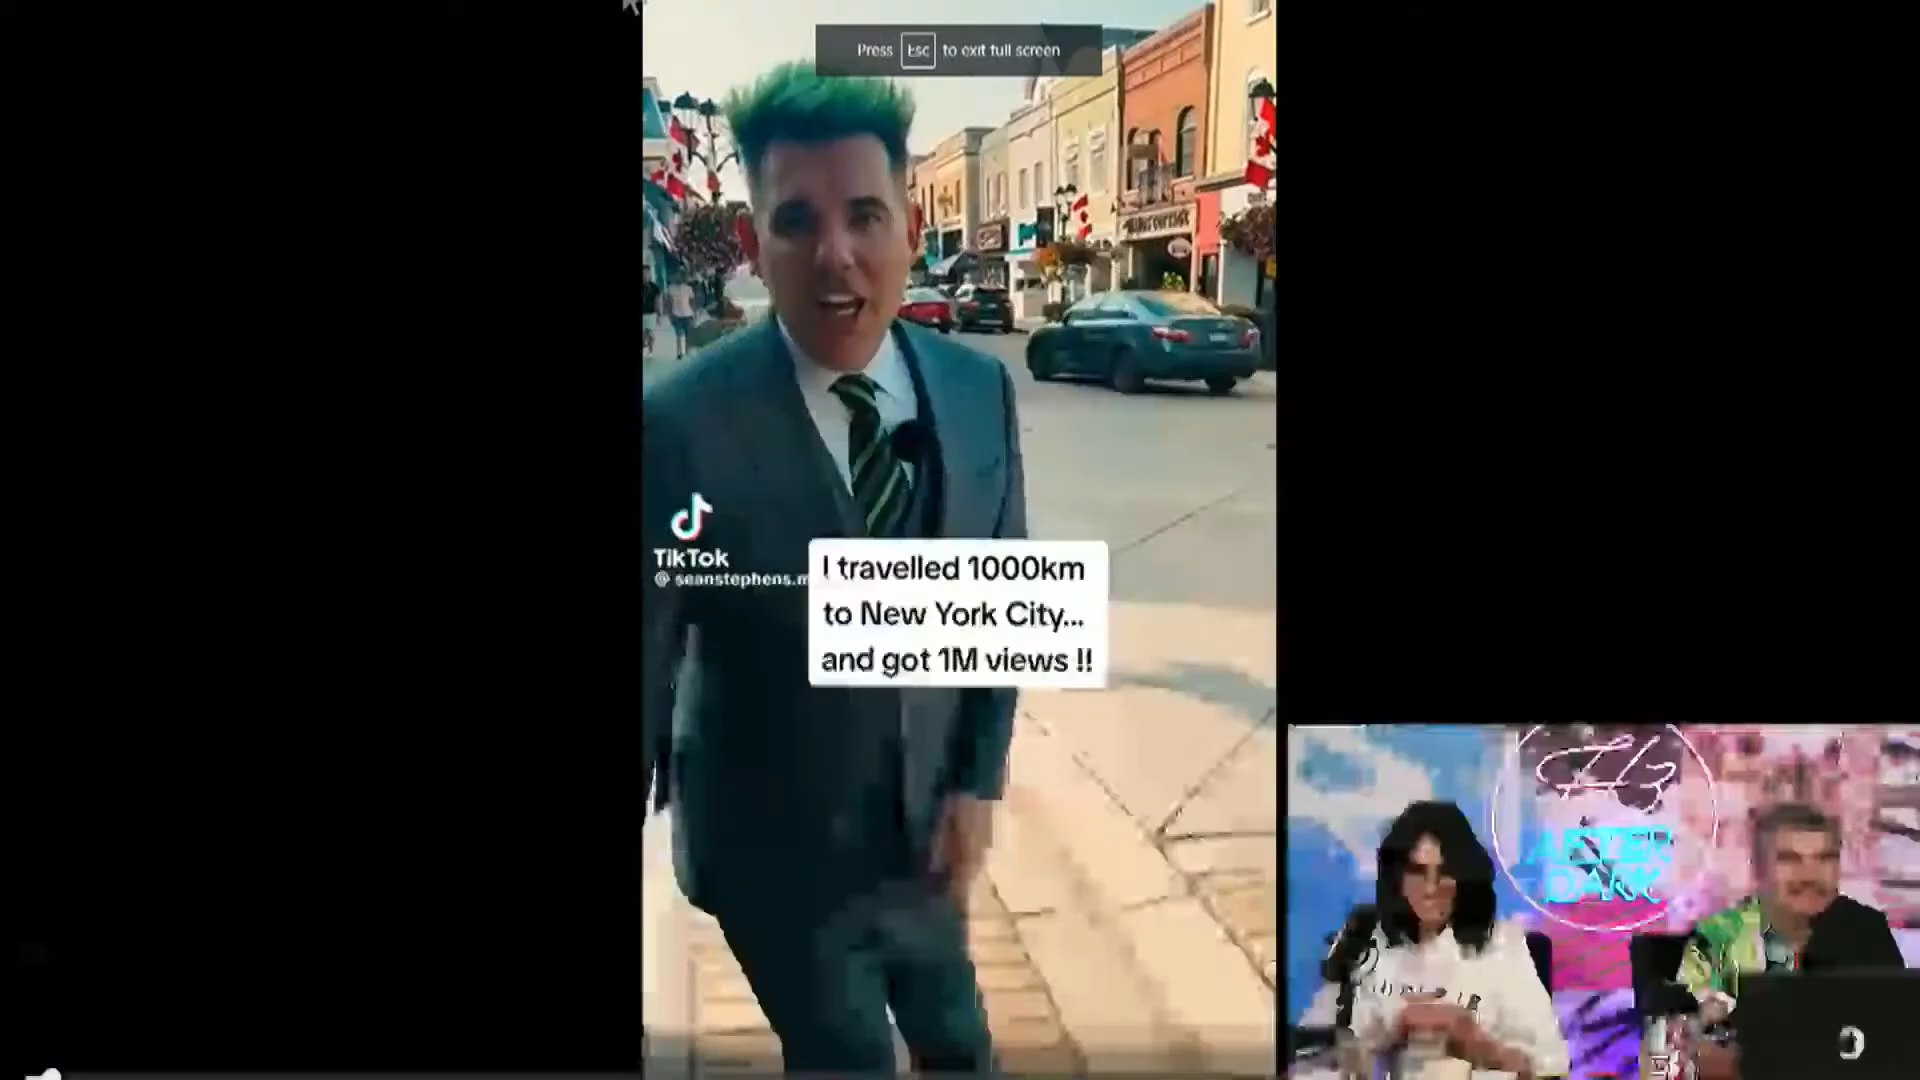 Press Esc to exit full screen
TikTok
@ seanstephens.m
I travelled 1000km
to New York City...
and got 1M views !!
AFTER
DARK